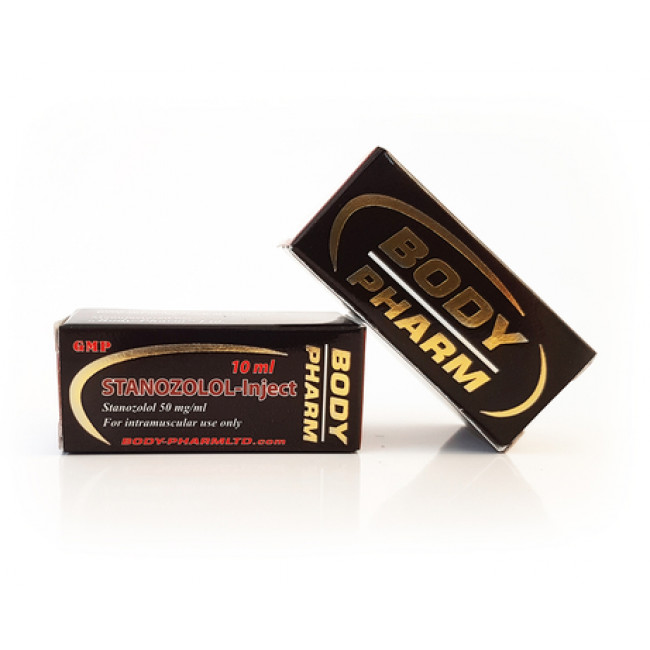 GMP
10 ml
STANOZOLOL-Inject
Stanozolol 50 mg/ml
For intramuscular use only
BODY-PHARMLTD.com
BODY
PHARM
BODY
PHARM